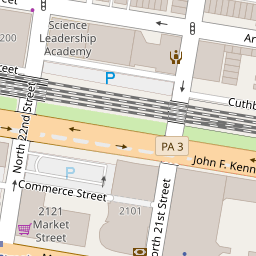 Science
Leadership
Academy
200
Ar
Street
P
Cuthb
North 22nd Street
PA 3
John F. Kenn
P
Commerce Street
2121
Market
Street
2101
North 21st Street
Market